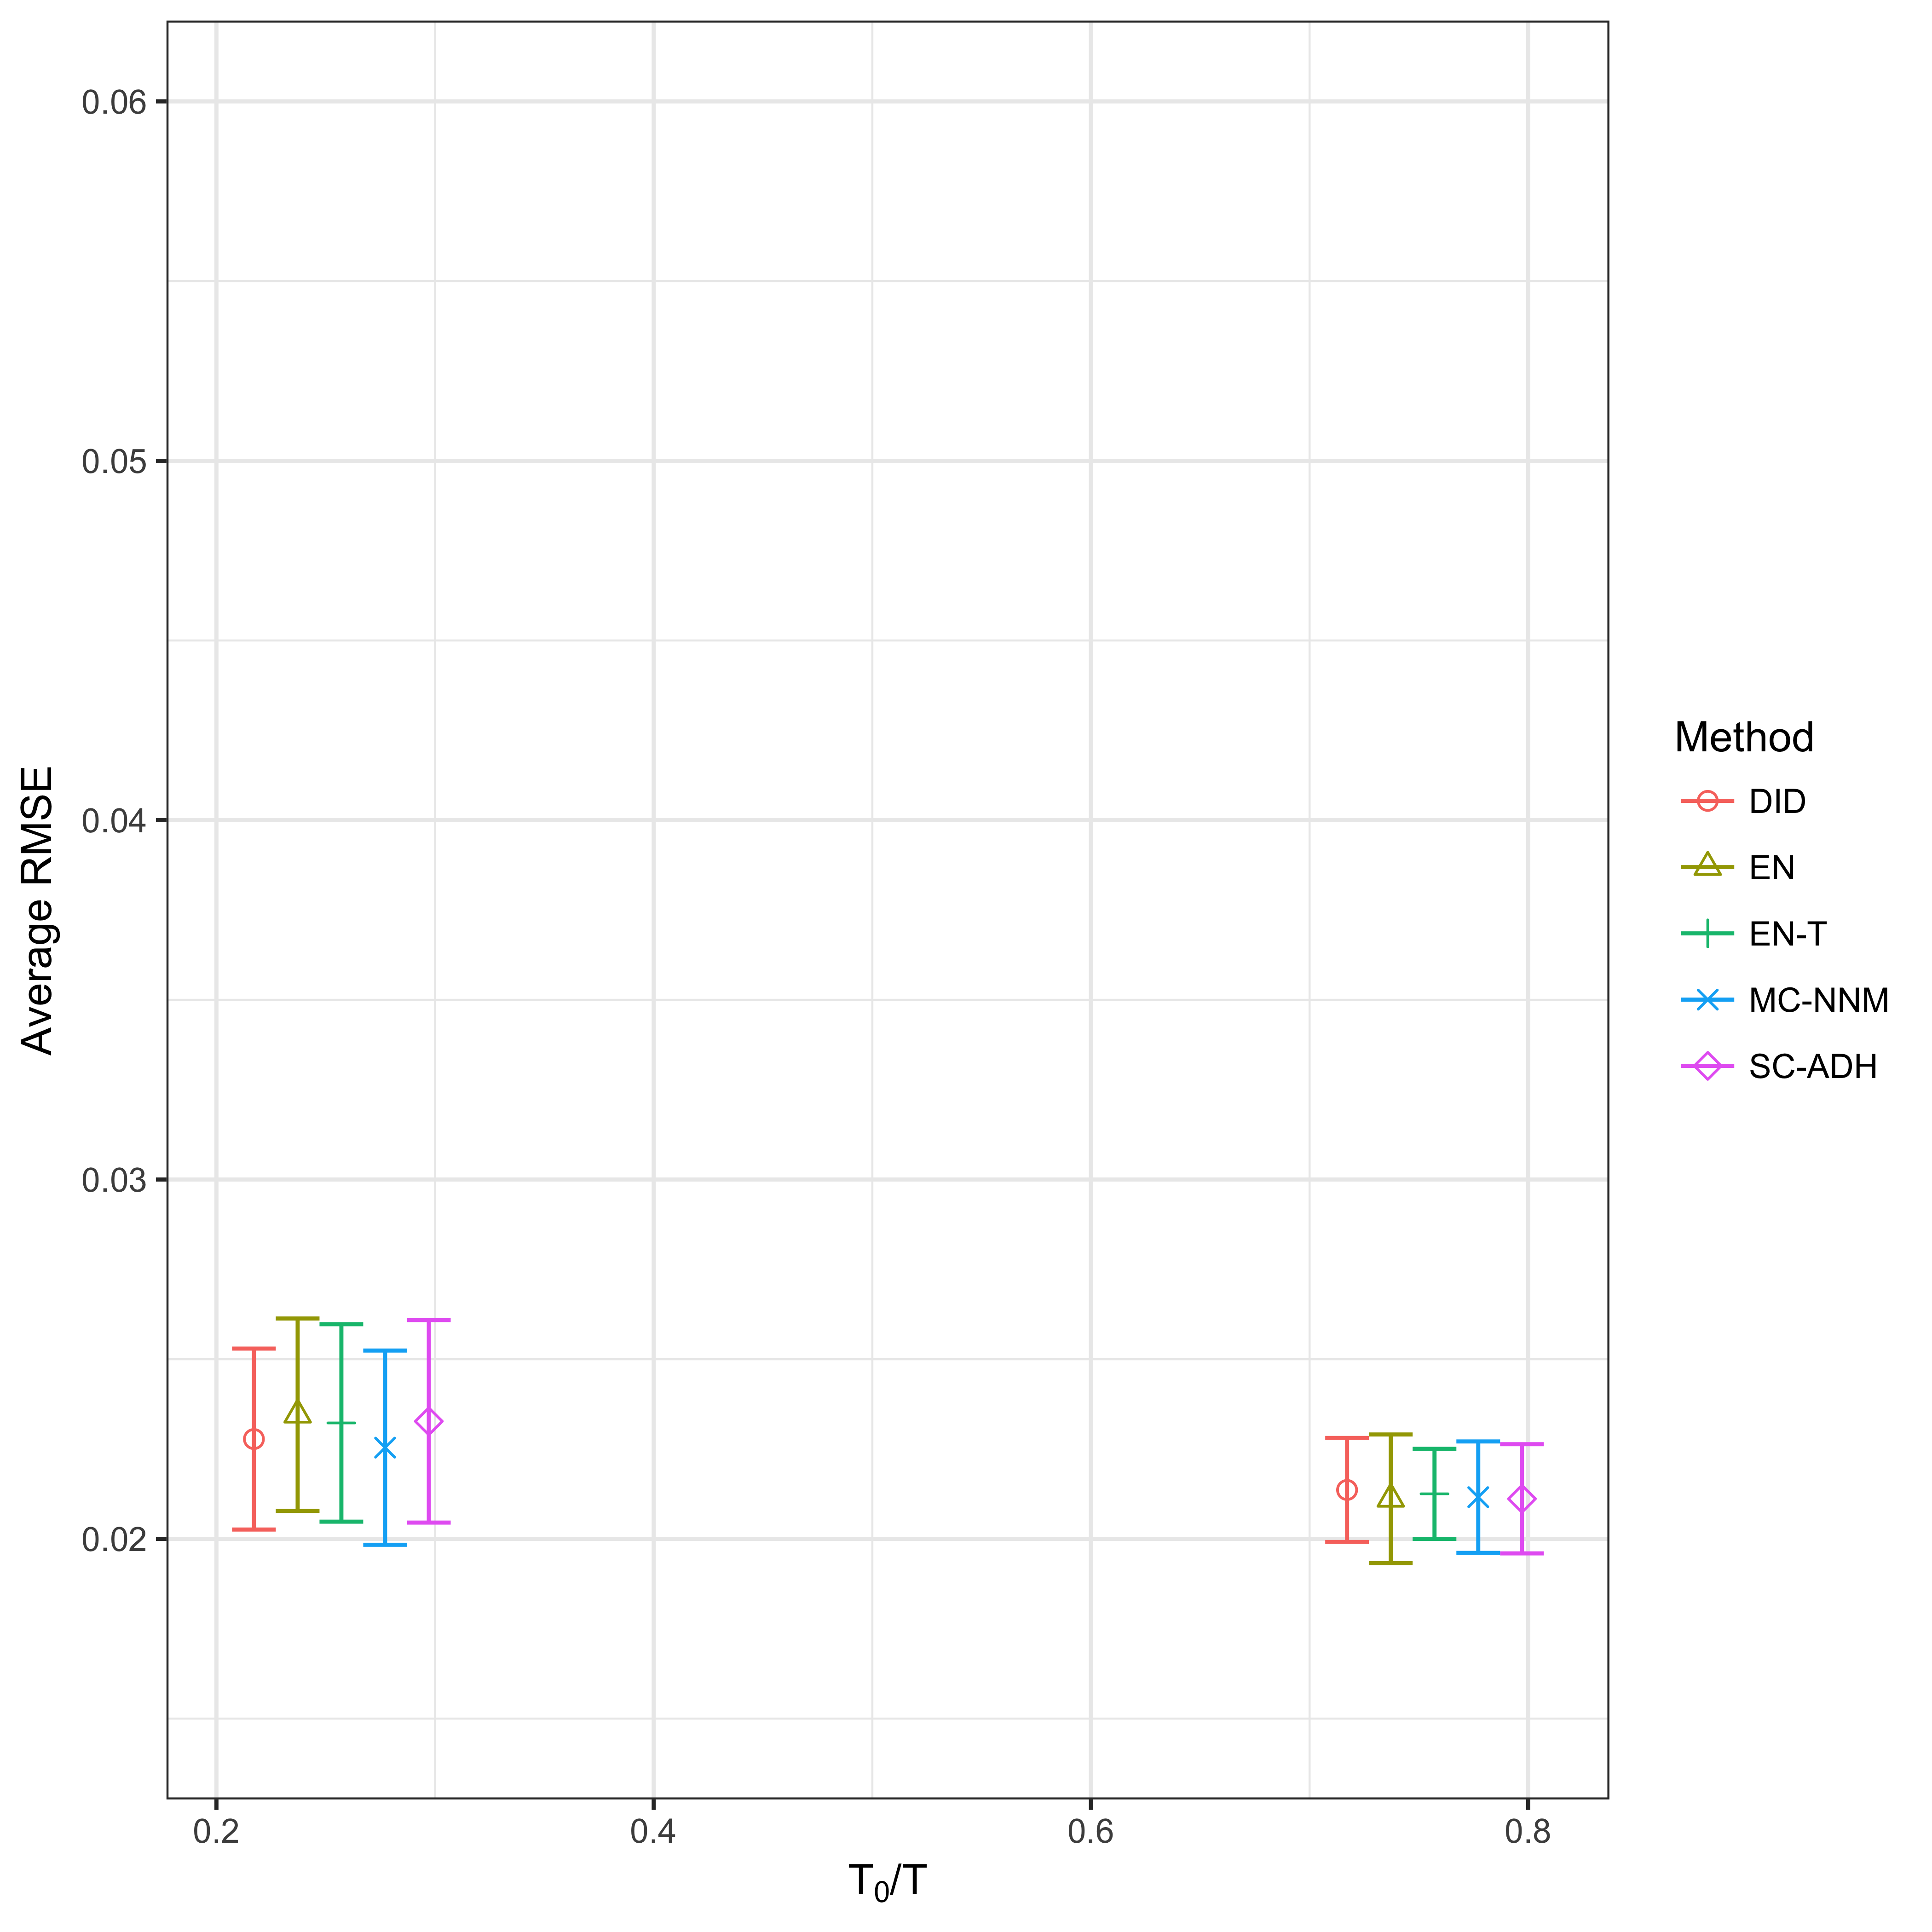 0.06
0.05
0.04
0.03
0.02
Average RMSE
0.2 0.4 0.6 0.8
T₀/T
Method
DID
EN
EN-T
MC-NNM
SC-ADH